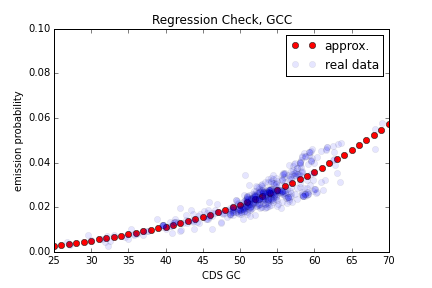 Regression Check, GCC
0.10
approx.
real data
0.08
0.06
emission probability
0.04
0.02
0.00
25 30 35 40 45 50 55 60 65 70
CDS GC